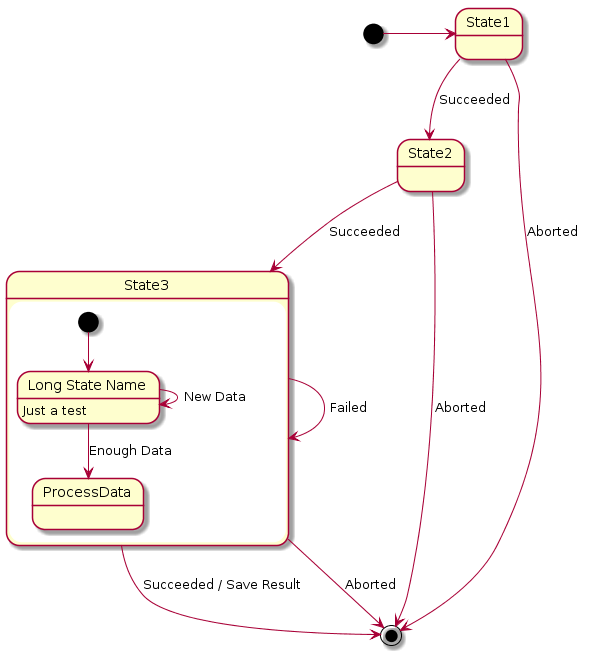 State1
Succeeded
State2
Aborted
Succeeded
State3
Long State Name
Just a test
New Data
Failed
Aborted
Enough Data
ProcessData
Succeeded / Save Result
Aborted